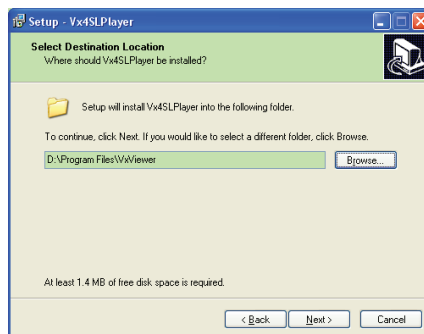 Setup - Vx4SLPlayer
Select Destination Location
Where should Vx4SLPlayer be installed?
Setup will install Vx4SLPlayer into the following folder.
To continue, click Next. If you would like to select a different folder, click Browse.
D:\Program Files\VxViewer
Browse...
At least 1.4 MB of free disk space is required.
< Back
Next >
Cancel